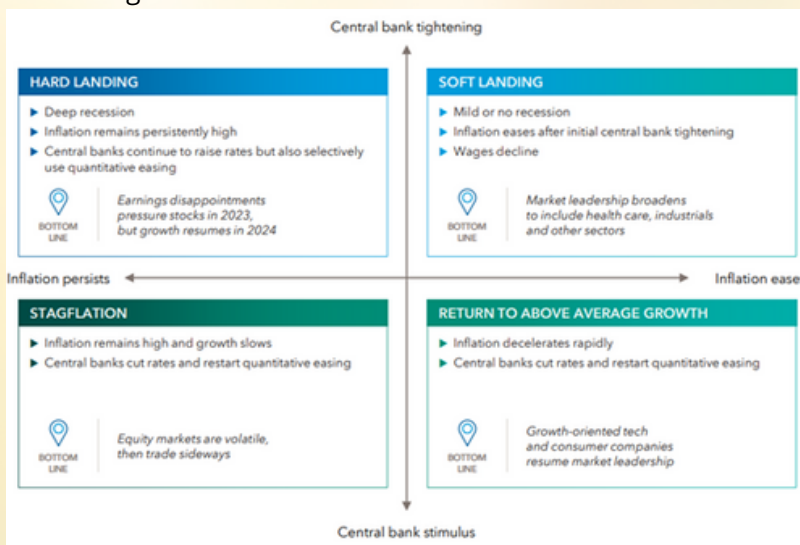 Central bank tightening
HARD LANDING
Deep recession
Inflation remains persistently high
Central banks continue to raise rates but also selectively
use quantitative easing
BOTTOM
LINE
Earnings disappointments
pressure stocks in 2023,
but growth resumes in 2024
SOFT LANDING
Mild or no recession
Inflation eases after initial central bank tightening
Wages decline
BOTTOM
LINE
Market leadership broadens
to include health care, industrials
and other sectors
Inflation persists
Inflation ease
STAGFLATION
Inflation remains high and growth slows
Central banks cut rates and restart quantitative easing
BOTTOM
LINE
Equity markets are volatile,
then trade sideways
RETURN TO ABOVE AVERAGE GROWTH
Inflation decelerates rapidly
Central banks cut rates and restart quantitative easing
BOTTOM
LINE
Growth-oriented tech
and consumer companies
resume market leadership
Central bank stimulus